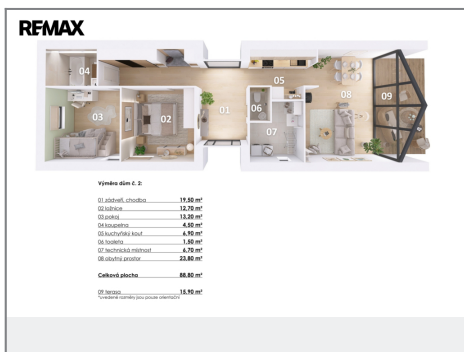 RE/MAX
04
05
08
09
03
02
01
06
07
Výměra dům č. 2:
01 zádveří, chodba 19,50 m²
02 ložnice 12,70 m²
03 pokoj 13,20 m²
04 koupelna 4,50 m²
05 kuchyňský kout 6,90 m²
06 toaleta 1,50 m²
07 technická místnost 6,70 m²
08 obytný prostor 23,80 m²
Celková plocha 88,80 m²
09 terasa 15,90 m²
*uvedené rozměry jsou pouze orientační